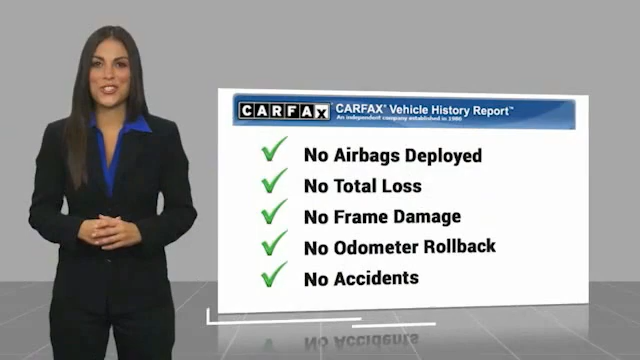 CARFAX CARFAX® Vehicle History Report™
An independent company established in 1986
No Airbags Deployed
No Total Loss
No Frame Damage
No Odometer Rollback
No Accidents